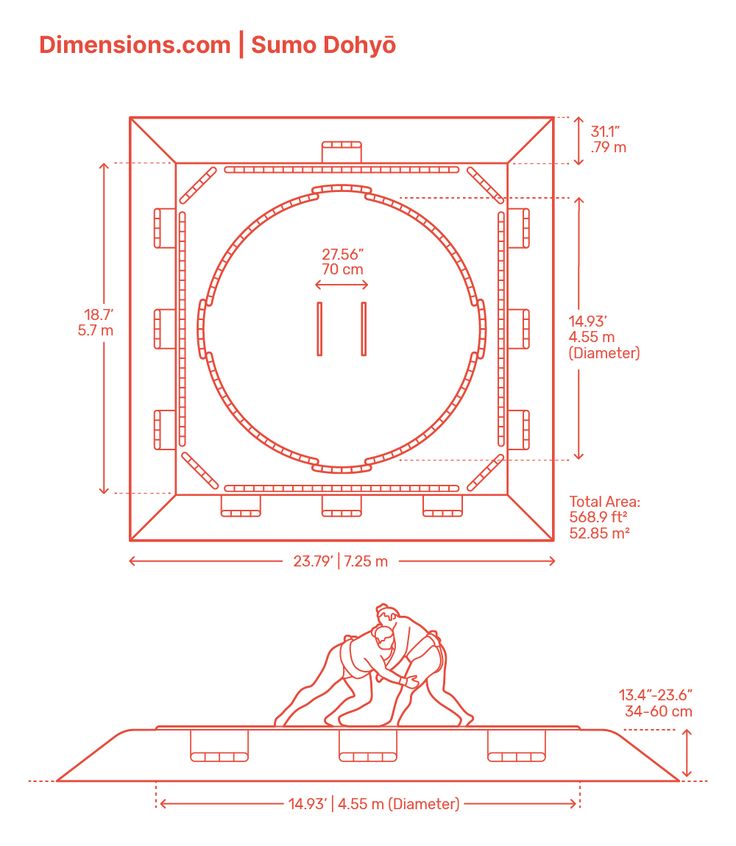 Dimensions.com | Sumo Dohyō
31.1"
.79 m
27.56"
70 cm
18.7'
5.7 m
14.93'
4.55 m
(Diameter)
Total Area:
568.9 ft²
52.85 m²
23.79' | 7.25 m
13.4"-23.6"
34-60 cm
14.93' | 4.55 m (Diameter)